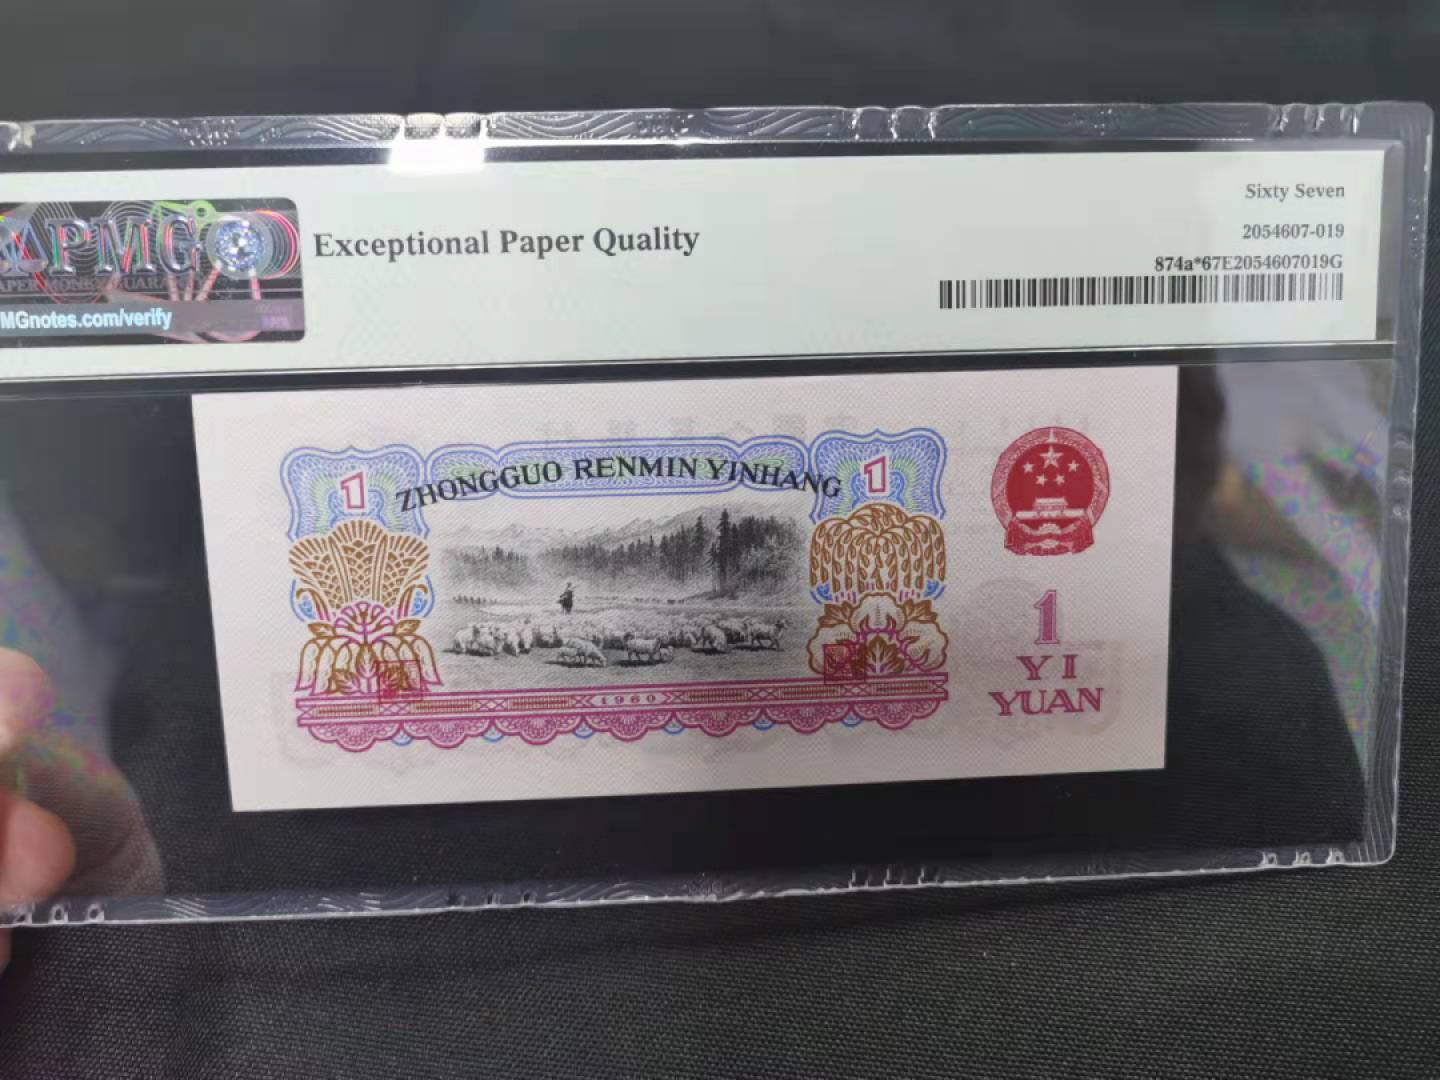 Sixty Seven
PMG
Exceptional Paper Quality
2054607-019
874a*67E2054607019G
MGnotes.com/verify
1
ZHONGGUO RENMIN YINHANG
1
1
YI
YUAN
1960